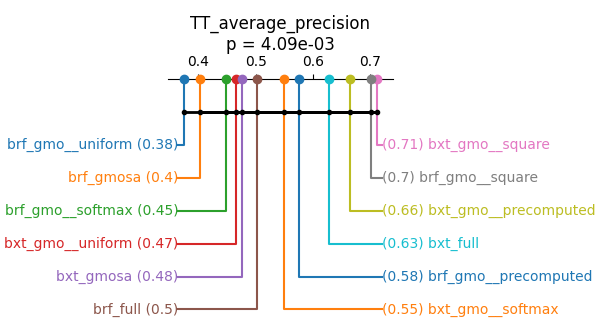 TT_average_precision
p = 4.09e-03
0.4 0.5 0.6 0.7
brf_gmo__uniform (0.38)
(0.71) bxt_gmo__square
brf_gmosa (0.4)
(0.7) brf_gmo__square
brf_gmo__softmax (0.45)
(0.66) bxt_gmo__precomputed
bxt_gmo__uniform (0.47)
(0.63) bxt_full
bxt_gmosa (0.48)
(0.58) brf_gmo__precomputed
brf_full (0.5)
(0.55) bxt_gmo__softmax